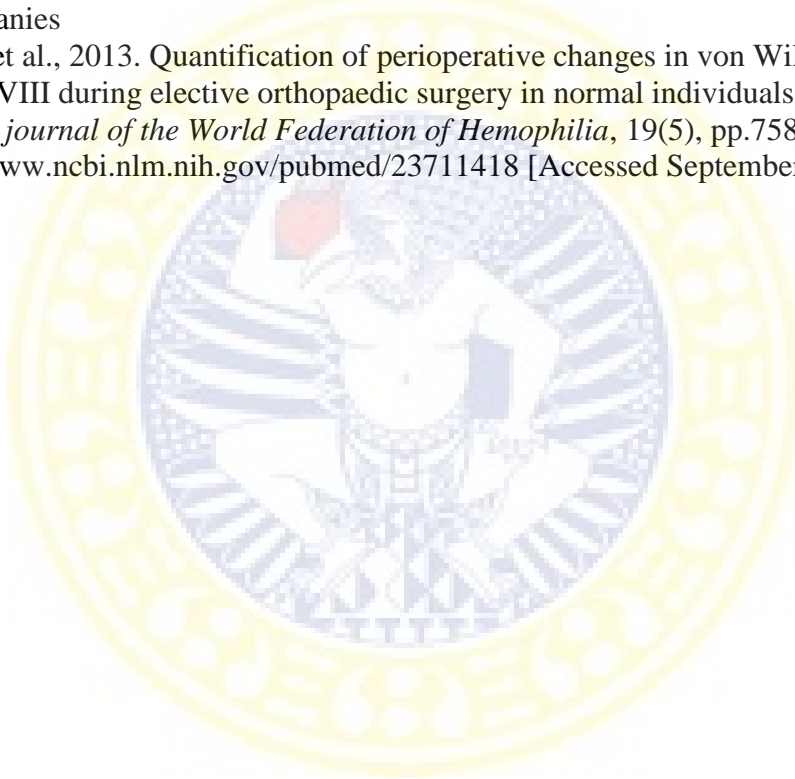 anies
et al., 2013. Quantification of perioperative changes in von Wil
VIII during elective orthopaedic surgery in normal individuals
journal of the World Federation of Hemophilia, 19(5), pp.758
ww.ncbi.nlm.nih.gov/pubmed/23711418 [Accessed September